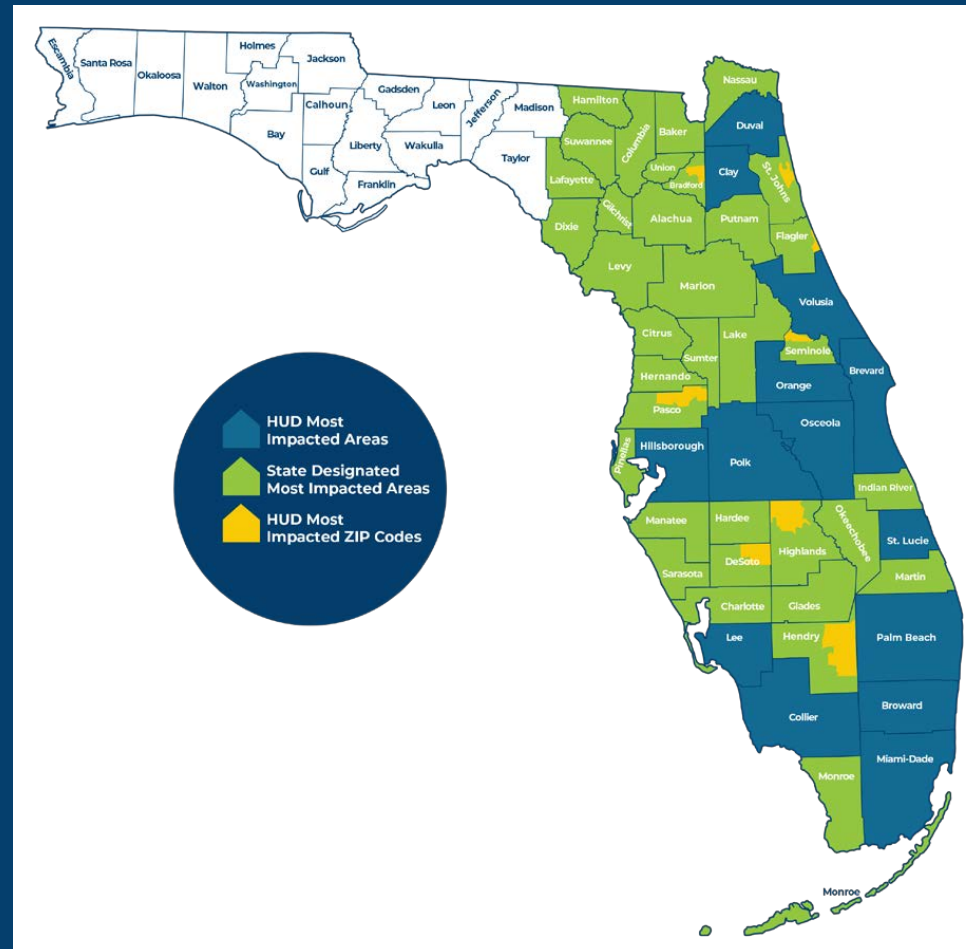 Escambia
Santa Rosa
Okaloosa
Walton
Holmes
Washington
Jackson
Bay
Calhoun
Gulf
Liberty
Franklin
Gadsden
Leon
Wakulla
Jefferson
Madison
Taylor
Hamilton
Suwannee
Lafayette
Columbia
Baker
Nassau
Duval
Union
Bradford
Clay
St. Johns
Dixie
Gilchrist
Alachua
Putnam
Flagler
Levy
Marion
Volusia
Citrus
Sumter
Lake
Seminole
Hernando
Orange
Brevard
Pasco
Osceola
Pinellas
Hillsborough
Polk
Indian River
Manatee
Hardee
Highlands
Okeechobee
St. Lucie
DeSoto
Sarasota
Martin
Charlotte
Glades
Lee
Hendry
Palm Beach
Collier
Broward
Miami-Dade
Monroe
Monroe
HUD Most
Impacted Areas
State Designated
Most Impacted Areas
HUD Most
Impacted ZIP Codes